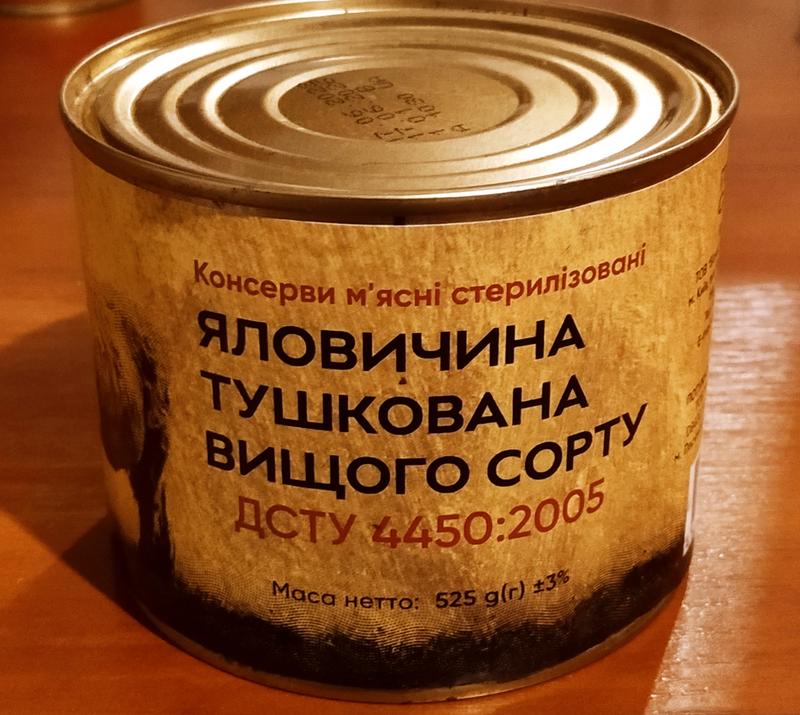 Консерви м'ясні стерилізовані
ЯЛОВИЧИНА
ТУШКОВАНА
ВИЩОГО СОРТУ
ДСТУ 4450:2005
Маса нетто: 525 g(г) ±3%